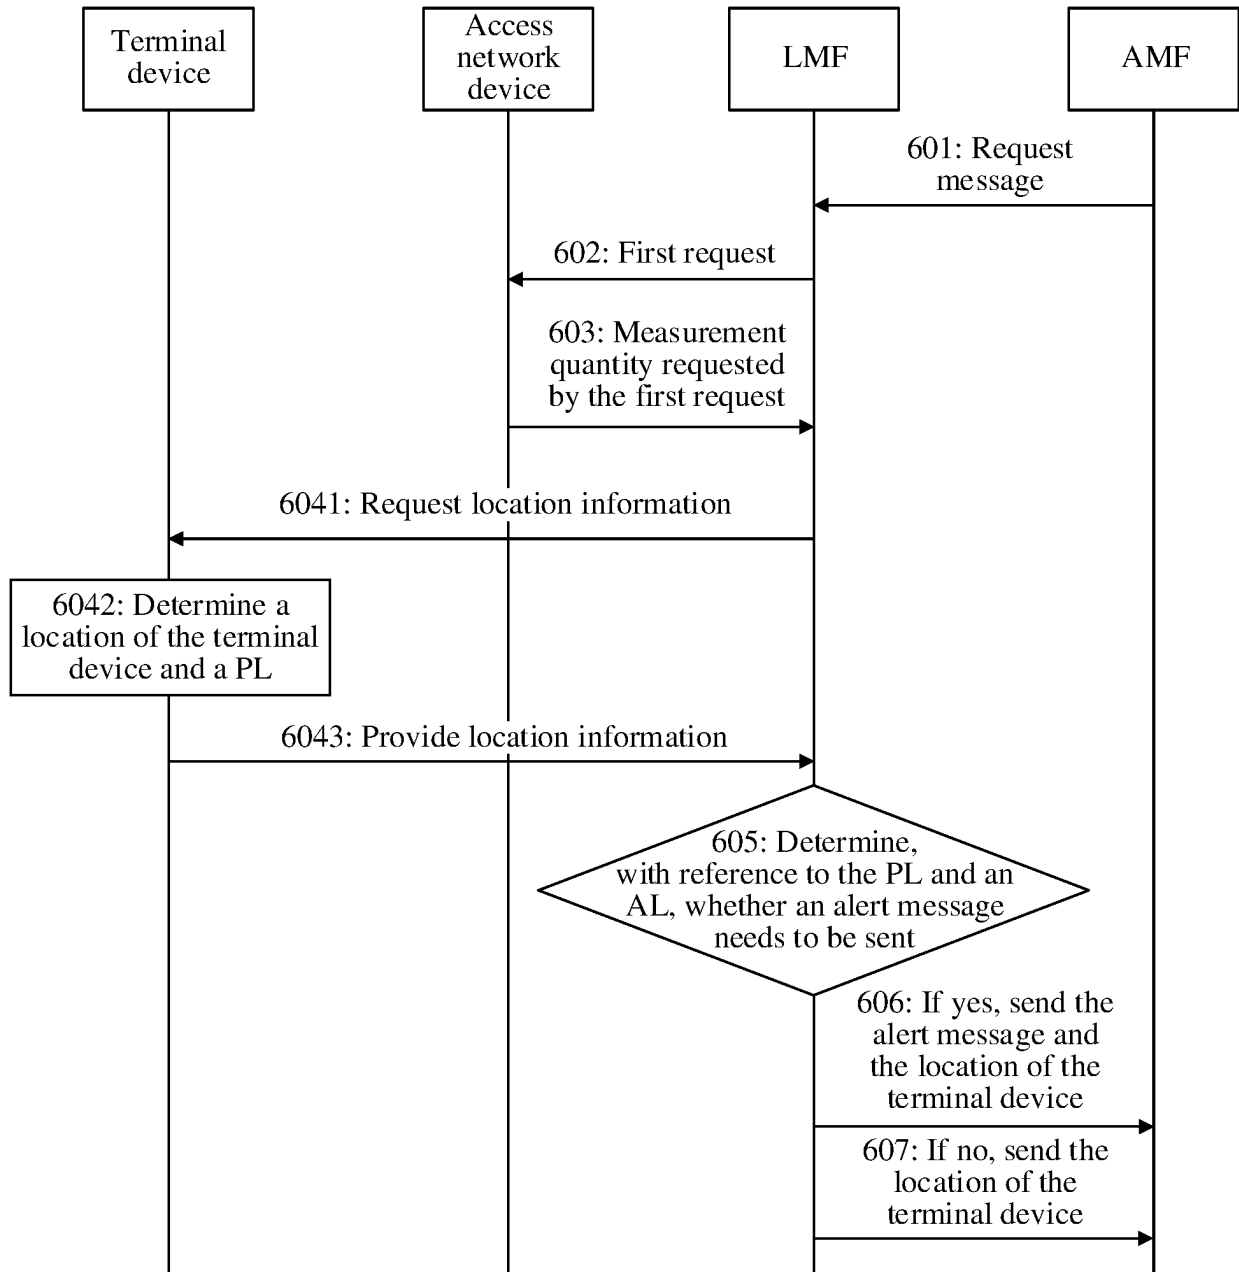 Terminal
device
Access
network
device
LMF
AMF
601: Request
message
602: First request
603: Measurement
quantity requested
by the first request
6041: Request location information
6042: Determine a
location of the terminal
device and a PL
6043: Provide location information
605: Determine,
with reference to the PL and an
AL, whether an alert message
needs to be sent
606: If yes, send the
alert message and
the location of the
terminal device
607: If no, send the
location of the
terminal device